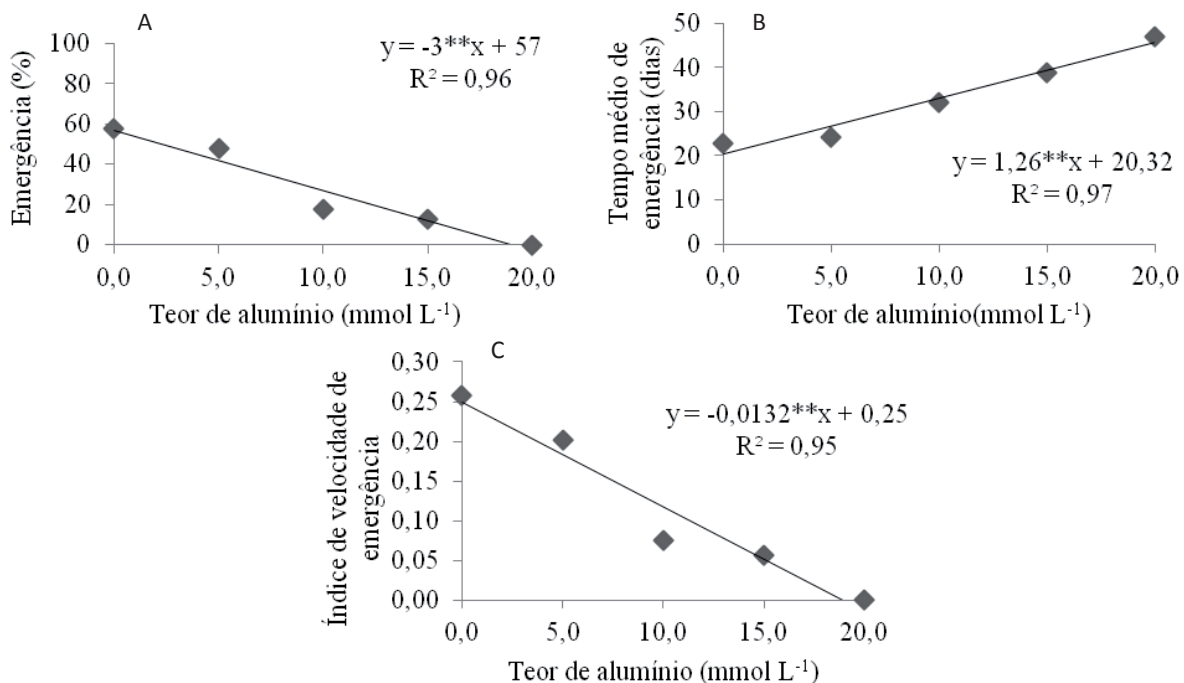 A
y = -3**x + 57
R² = 0,96
Emergência (%)
100
80
60
40
20
0
0,0 5,0 10,0 15,0 20,0
Teor de alumínio (mmol L⁻¹)
B
Tempo médio de
emergência (dias)
50
40
30
20
10
0
y = 1,26**x + 20,32
R² = 0,97
0,0 5,0 10,0 15,0 20,0
Teor de alumínio(mmol L⁻¹)
C
Índice de velocidade de
emergência
0,30
0,25
0,20
0,15
0,10
0,05
0,00
y = -0,0132**x + 0,25
R² = 0,95
0,0 5,0 10,0 15,0 20,0
Teor de alumínio (mmol L⁻¹)